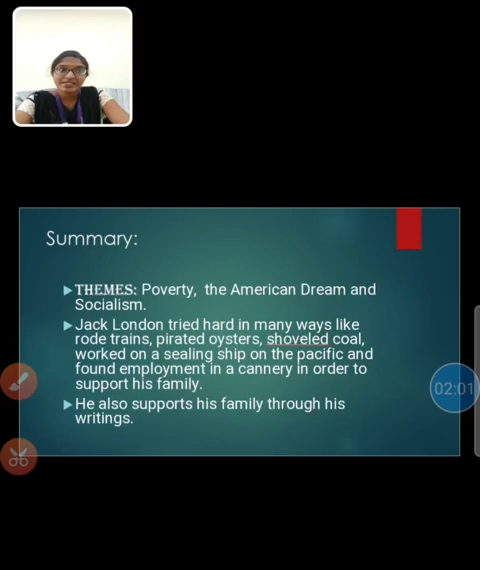 Summary:
THEMES: Poverty, the American Dream and
Socialism.
Jack London tried hard in many ways like
rode trains, pirated oysters, shoveled coal,
worked on a sealing ship on the pacific and
found employment in a cannery in order to
support his family.
He also supports his family through his
writings.
02:01